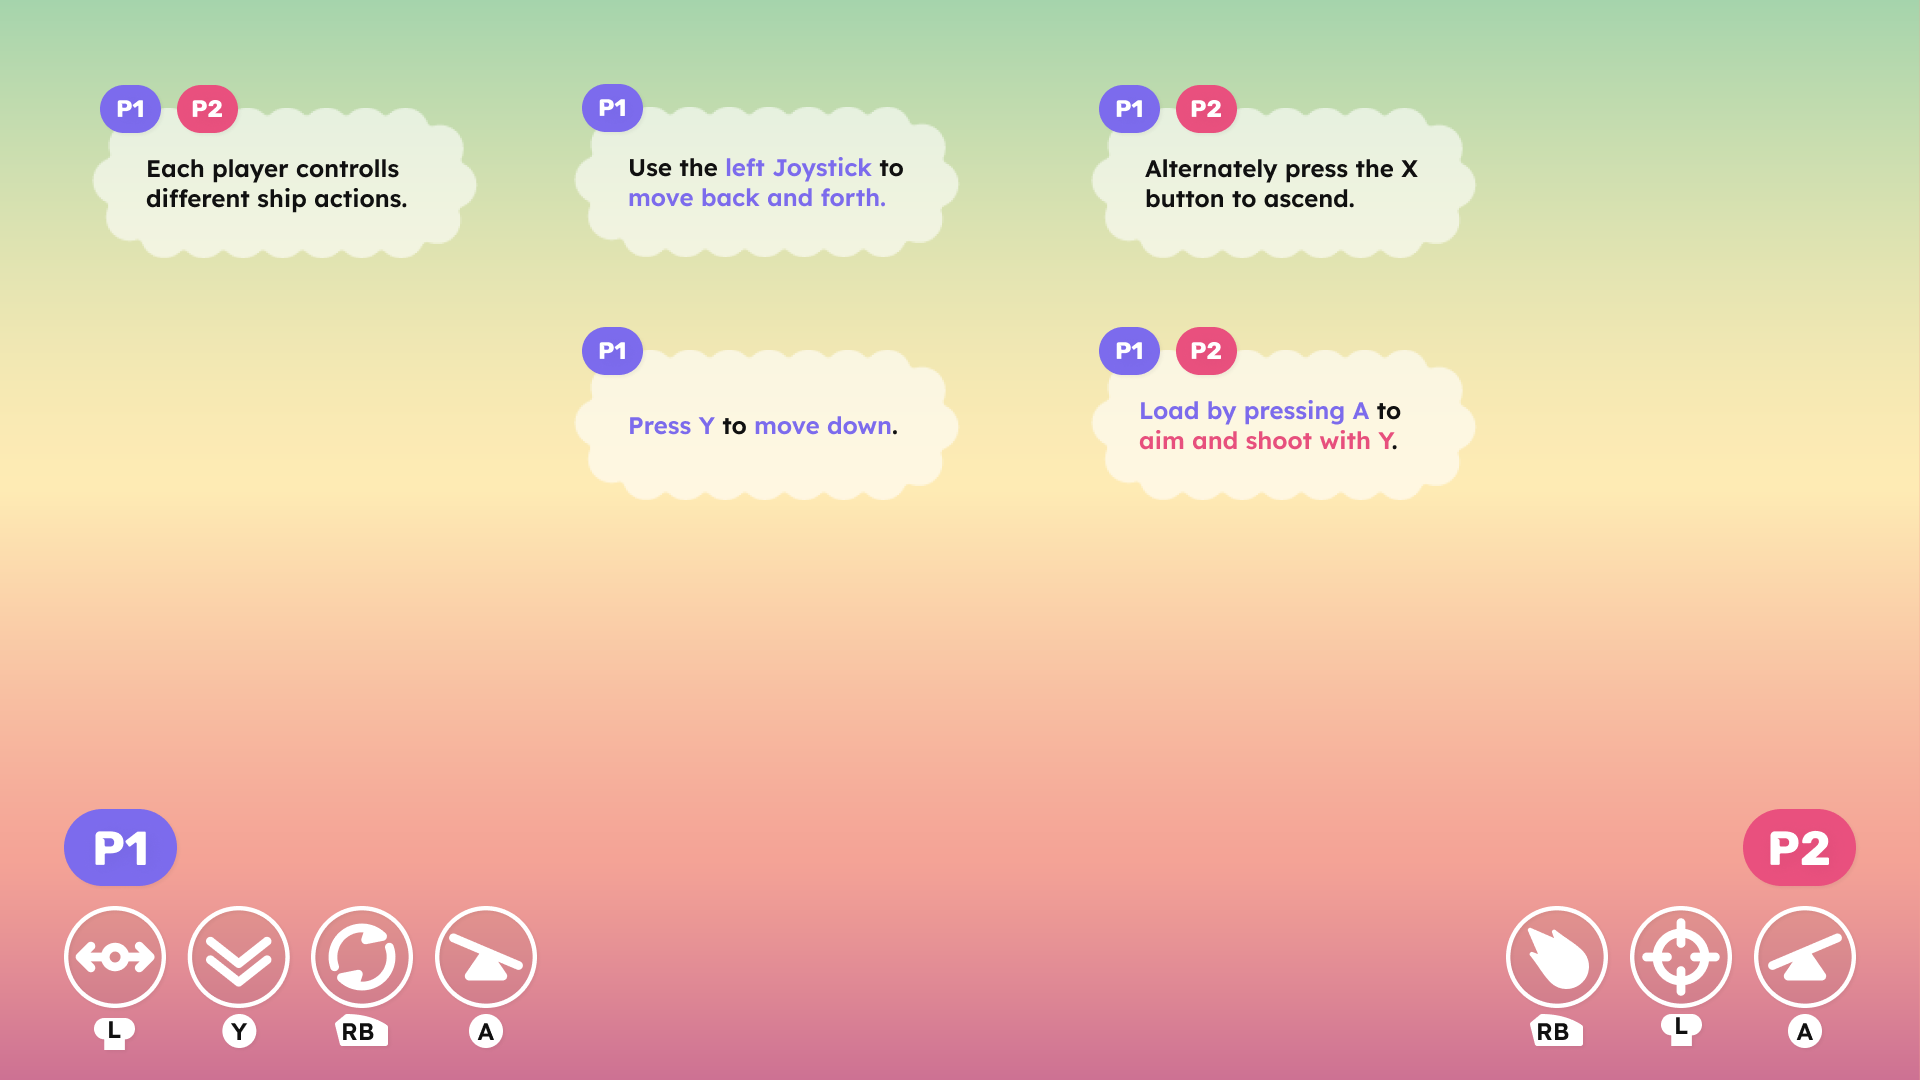 P1 P2
Each player controlls
different ship actions.
P1
Use the left Joystick to
move back and forth.
P1 P2
Alternately press the X
button to ascend.
P1
Press Y to move down.
P1 P2
Load by pressing A to
aim and shoot with Y.
P1
L Y RB A
P2
RB L A